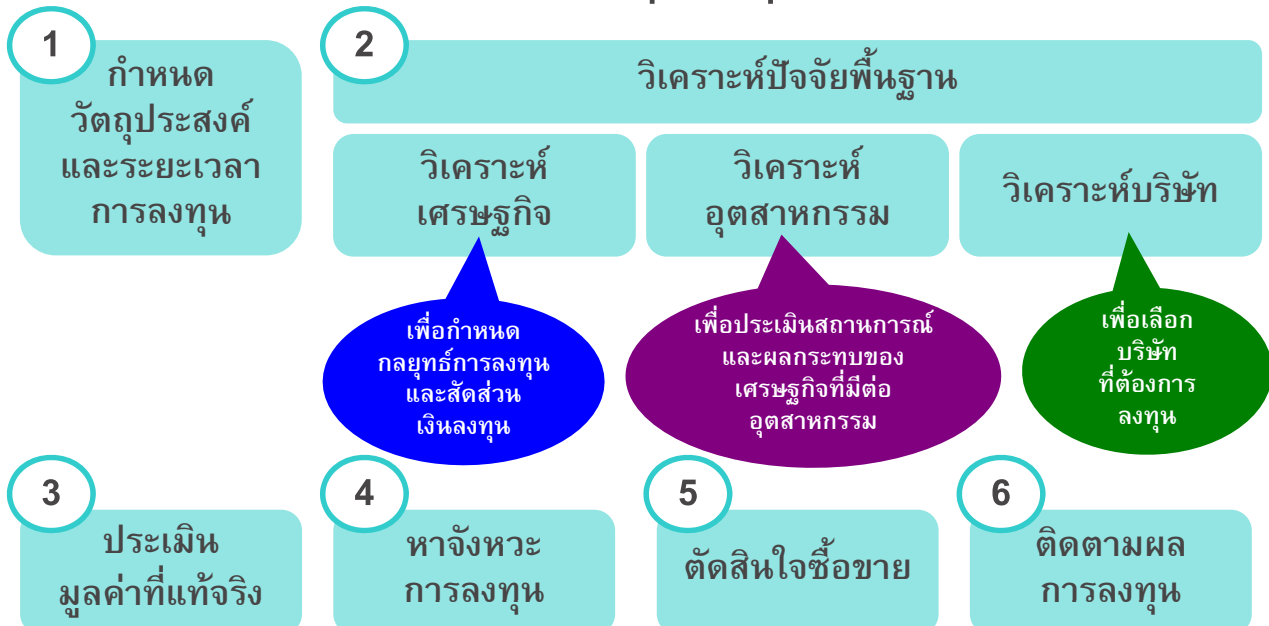 1
กำหนด
วัตถุประสงค์
และระยะเวลา
การลงทุน
2
วิเคราะห์ปัจจัยพื้นฐาน
วิเคราะห์
เศรษฐกิจ
วิเคราะห์
อุตสาหกรรม
วิเคราะห์บริษัท
เพื่อกำหนด
กลยุทธ์การลงทุน
และสัดส่วน
เงินลงทุน
เพื่อประเมินสถานการณ์
และผลกระทบของ
เศรษฐกิจที่มีต่อ
อุตสาหกรรม
เพื่อเลือก
บริษัท
ที่ต้องการ
ลงทุน
3
ประเมิน
มูลค่าที่แท้จริง
4
หาจังหวะ
การลงทุน
5
ตัดสินใจซื้อขาย
6
ติดตามผล
การลงทุน